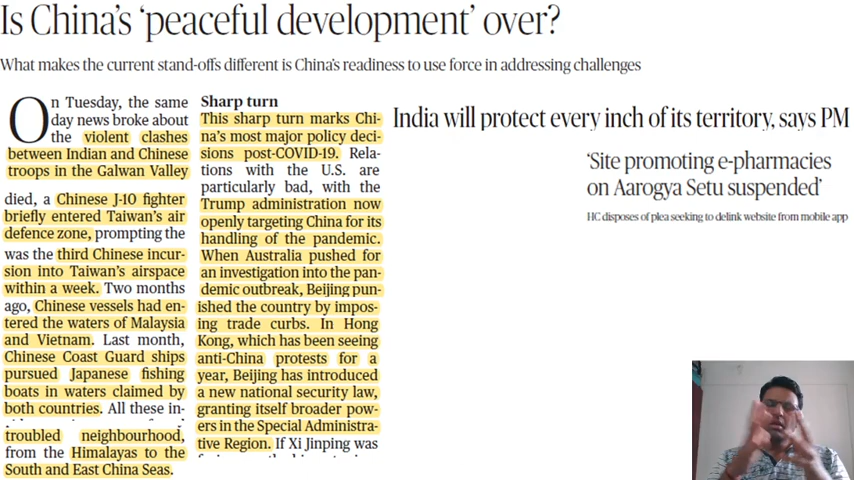 Is China's 'peaceful development' over?
What makes the current stand-offs different is China's readiness to use force in addressing challenges
On Tuesday, the same
day news broke about
the violent clashes
between Indian and Chinese
troops in the Galwan Valley
died, a Chinese J-10 fighter
briefly entered Taiwan's air
defence zone, prompting the
was the third Chinese incur-
sion into Taiwan's airspace
within a week. Two months
ago, Chinese vessels had en-
tered the waters of Malaysia
and Vietnam. Last month,
Chinese Coast Guard ships
pursued Japanese fishing
boats in waters claimed by
both countries. All these in-
troubled neighbourhood,
from the Himalayas to the
South and East China Seas.
Sharp turn
This sharp turn marks Chi-
na's most major policy deci-
sions post-COVID-19. Rela-
tions with the U.S. are
particularly bad, with the
Trump administration now
openly targeting China for its
handling of the pandemic.
When Australia pushed for
an investigation into the pan-
demic outbreak, Beijing pun-
ished the country by impos-
ing trade curbs. In Hong
Kong, which has been seeing
anti-China protests for a
year, Beijing has introduced
a new national security law,
granting itself broader pow-
ers in the Special Administra-
tive Region. If Xi Jinping was
India will protect every inch of its territory, says PM
'Site promoting e-pharmacies
on Aarogya Setu suspended'
HC disposes of plea seeking to delink website from mobile app